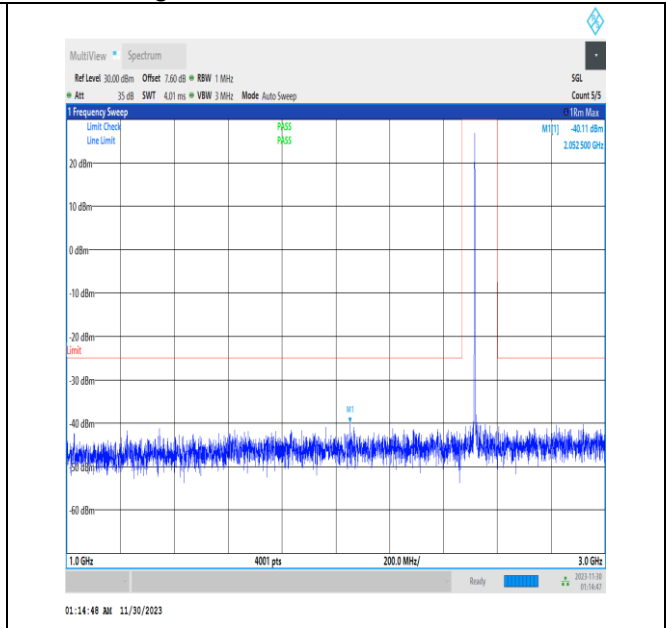 MultiView Spectrum
Ref Level 30.00 dBm Offset 7.60 dB RBW 1 MHz SGL
Att 35 dB SWT 4.01 ms VBW 3 MHz Mode Auto Sweep Count 5/5
1 Frequency Sweep 1Rm Max
Limit Check PASS M1[1] -40.11 dBm
Line Limit PASS 2.052 500 GHz
20 dBm
10 dBm
0 dBm
-10 dBm
-20 dBm
Limit
-30 dBm
M1
-40 dBm
-50 dBm
-60 dBm
1.0 GHz 4001 pts 200.0 MHz/ 3.0 GHz
Ready 2023-11-30
01:14:47
01:14:48 AM 11/30/2023